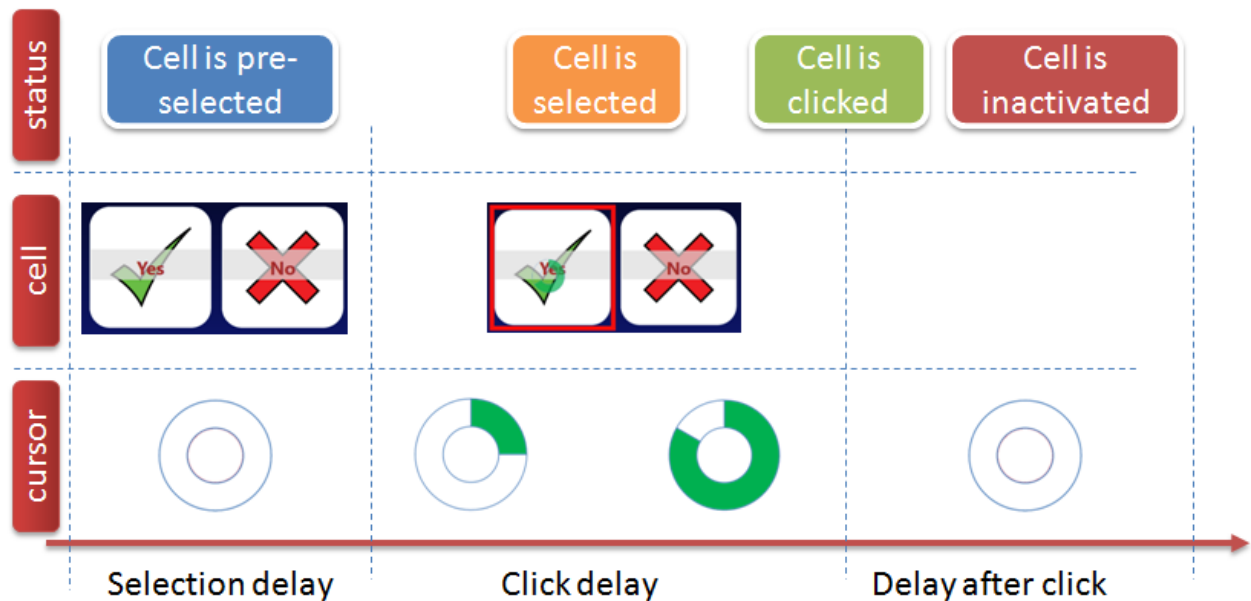 status
Cell is pre-
selected
Cell is
selected
Cell is
clicked
Cell is
inactivated
cell
Yes
No
Yes
No
cursor
Selection delay
Click delay
Delay after click